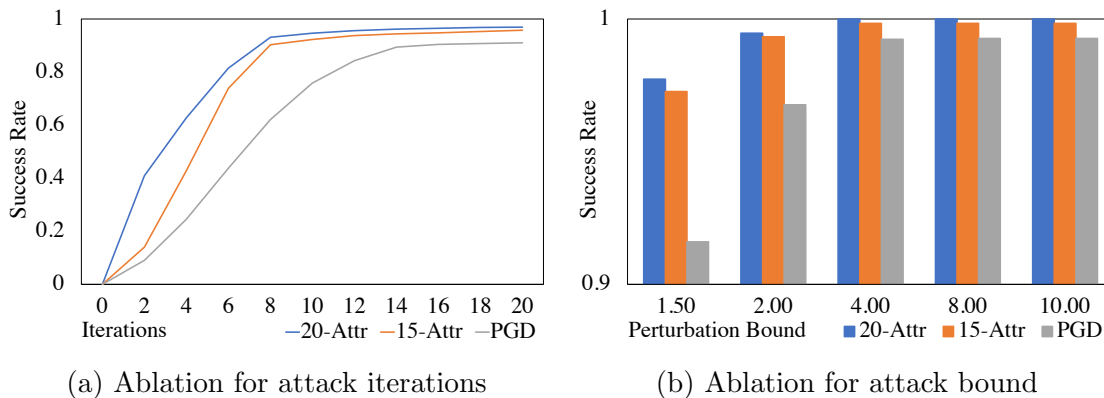 Success Rate
1
0.8
0.6
0.4
0.2
0
0 2 4 6 8 10 12 14 16 18 20
Iterations
20-Attr 15-Attr PGD
(a) Ablation for attack iterations
Success Rate
1
0.9
1.50 2.00 4.00 8.00 10.00
Perturbation Bound
20-Attr 15-Attr PGD
(b) Ablation for attack bound